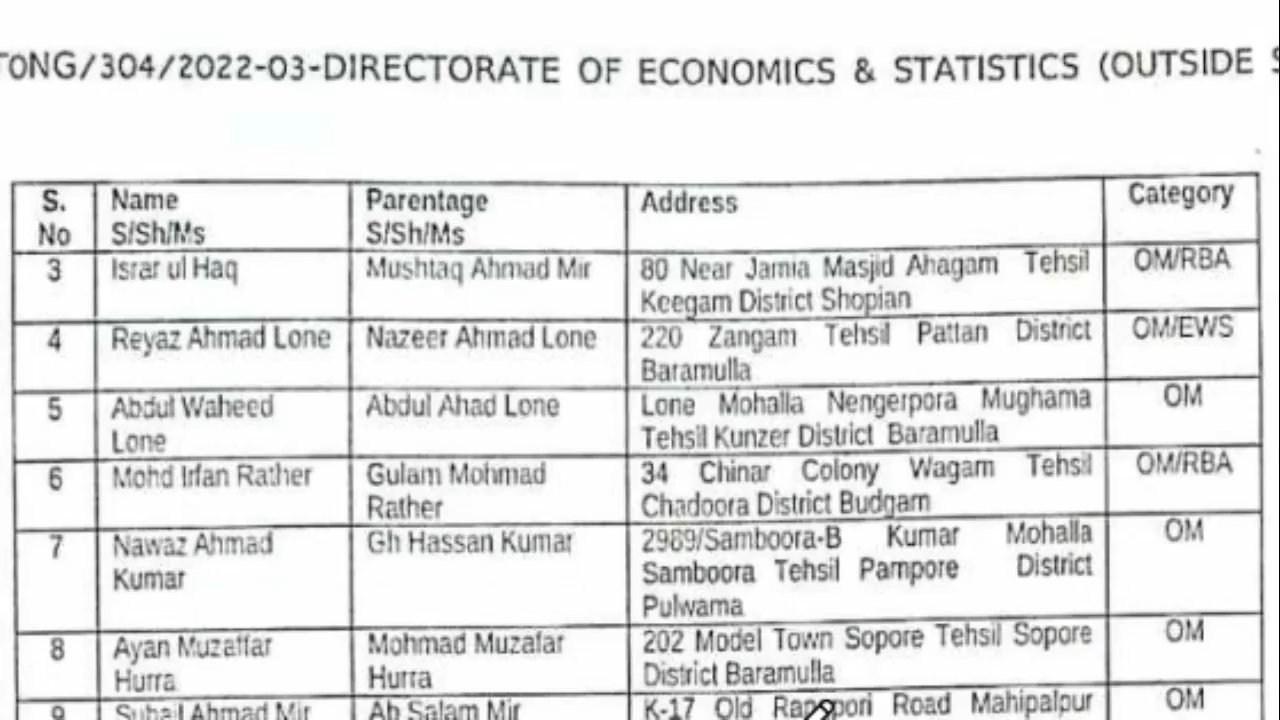 ToNG/304/2022-03-DIRECTORATE OF ECONOMICS & STATISTICS (OUTSIDE S
S. No Name S/Sh/Ms Parentage S/Sh/Ms Address Category
3 Israr ul Haq Mushtaq Ahmad Mir 80 Near Jamia Masjid Ahagam Tehsil OM/RBA
Keegam District Shopian
4 Reyaz Ahmad Lone Nazeer Ahmad Lone 220 Zangam Tehsil Pattan District OM/EWS
Baramulla
5 Abdul Waheed Abdul Ahad Lone Lone Mohalla Nengerpora Mughama OM
Lone Tehsil Kunzer District Baramulla
6 Mohd Irfan Rather Gulam Mohmad 34 Chinar Colony Wagam Tehsil OM/RBA
Rather Chadoora District Budgam
7 Nawaz Ahmad Gh Hassan Kumar 2989/Samboora-B Kumar Mohalla OM
Kumar Samboora Tehsil Pampore District
Pulwama
8 Ayan Muzaffar Mohmad Muzafar 202 Model Town Sopore Tehsil Sopore OM
Hurra Hurra District Baramulla
9 Suhail Ahmad Mir Ab Salam Mir K-17 Old Road Mahipalpur OM